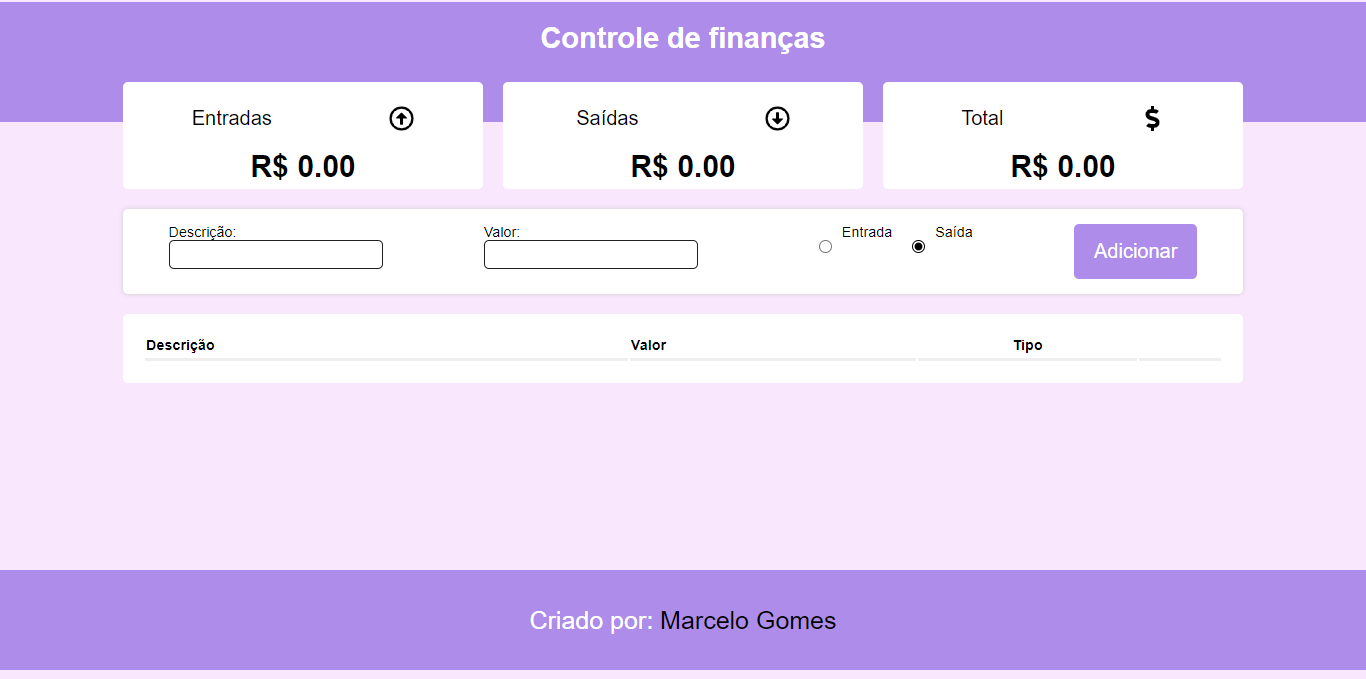 Controle de finanças
Entradas
Saídas
Total $
R$ 0.00
R$ 0.00
R$ 0.00
Descrição:
Valor:
Entrada
Saída
Adicionar
Descrição
Valor
Tipo
Criado por: Marcelo Gomes